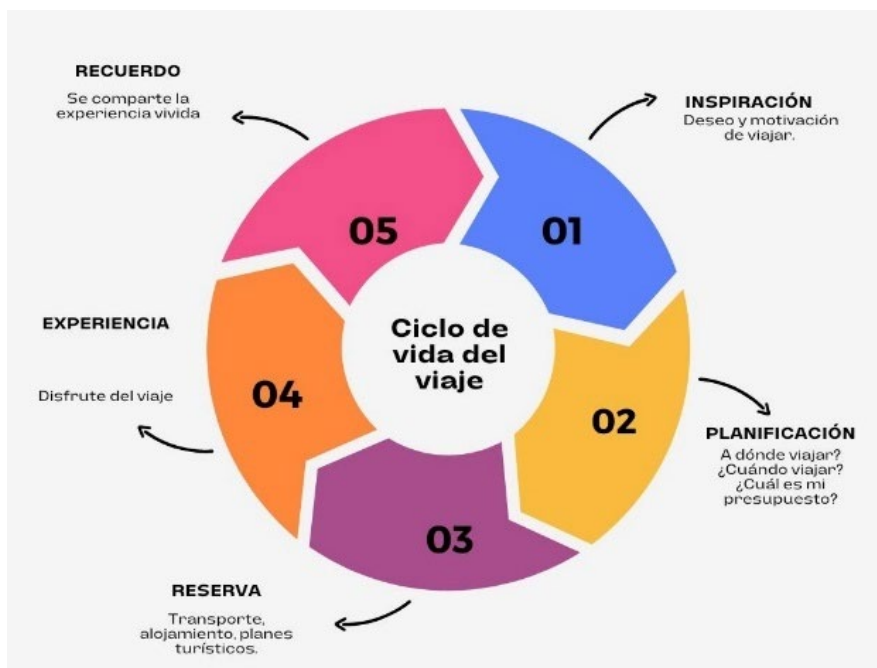 RECUERDO
Se comparte la
experiencia vivida
INSPIRACIÓN
Deseo y motivación
de viajar.
05
01
EXPERIENCIA
Disfrute del viaje
Ciclo de
vida del
viaje
04
02
PLANIFICACIÓN
A dónde viajar?
¿Cuándo viajar?
¿Cuál es mi
presupuesto?
03
RESERVA
Transporte,
alojamiento, planes
turísticos.